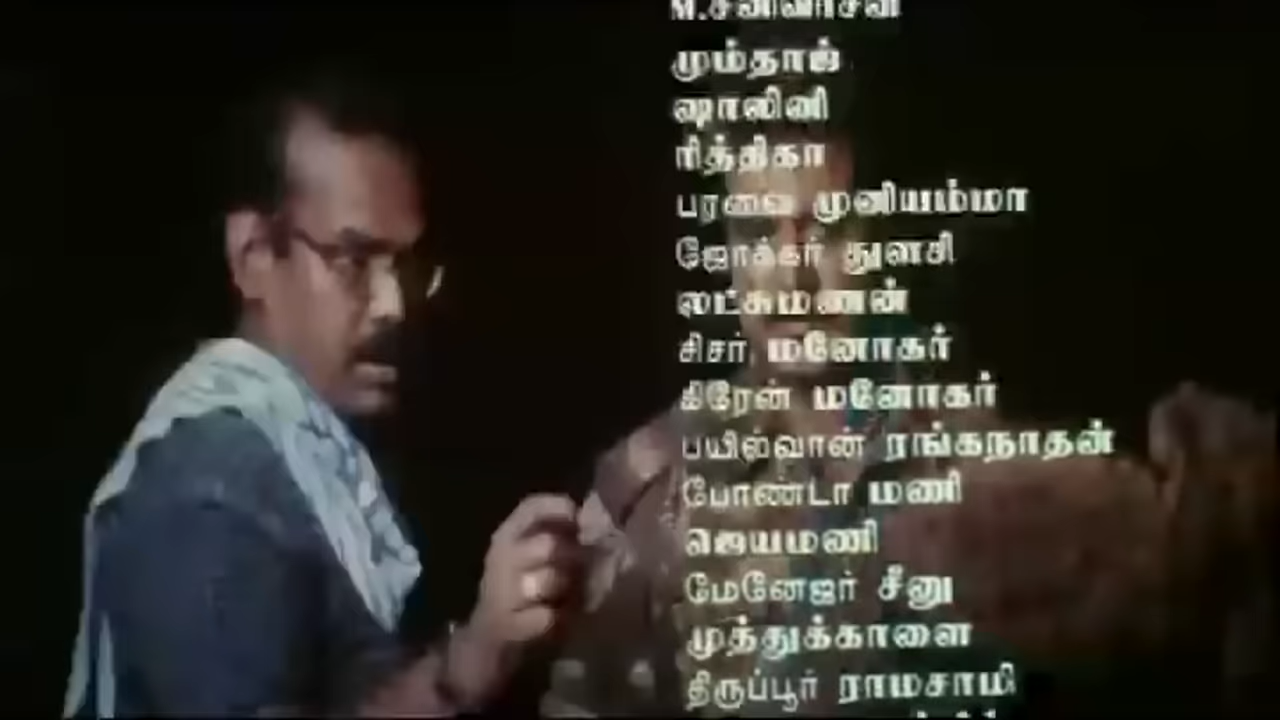 மும்தாஜ்
ஷாலினி
ரித்திகா
பரவை முனியம்மா
ஜோக்கர் துளசி
லட்சுமணன்
சிசர் மனோகர்
கிரேன் மனோகர்
பயில்வான் ரங்கநாதன்
போண்டா மணி
ஜெயமணி
மேனேஜர் சீனு
முத்துக்காளை
திருப்பூர் ராமசாமி